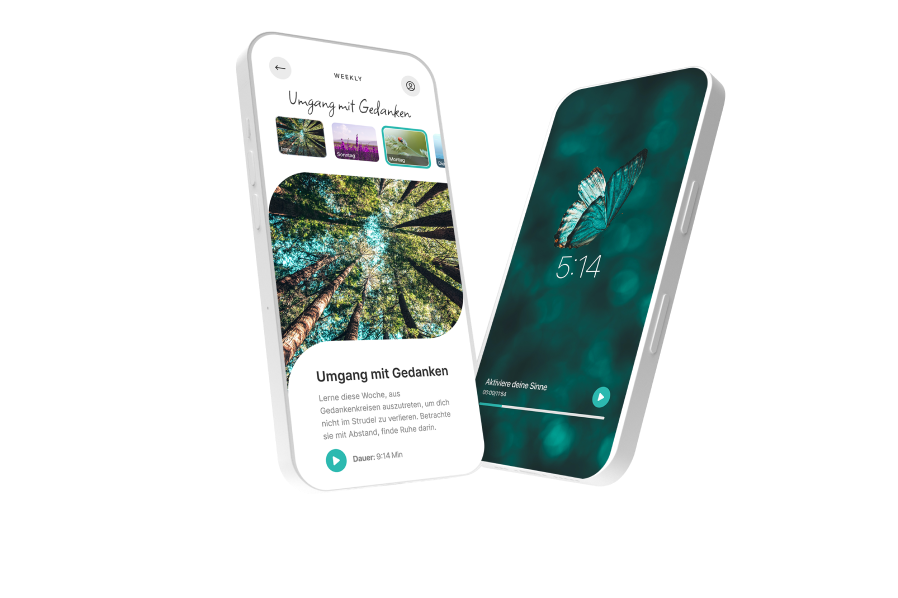 WEEKLY
Umgang mit Gedanken
Intro
Sonntag
Montag
Umgang mit Gedanken
Lerne diese Woche, aus
Gedankenkreisen auszutreten, um dich
nicht im Strudel zu verlieren. Betrachte
sie mit Abstand, finde Ruhe darin.
Dauer: 9:14 Min
5:14
Aktiviere deine Sinne